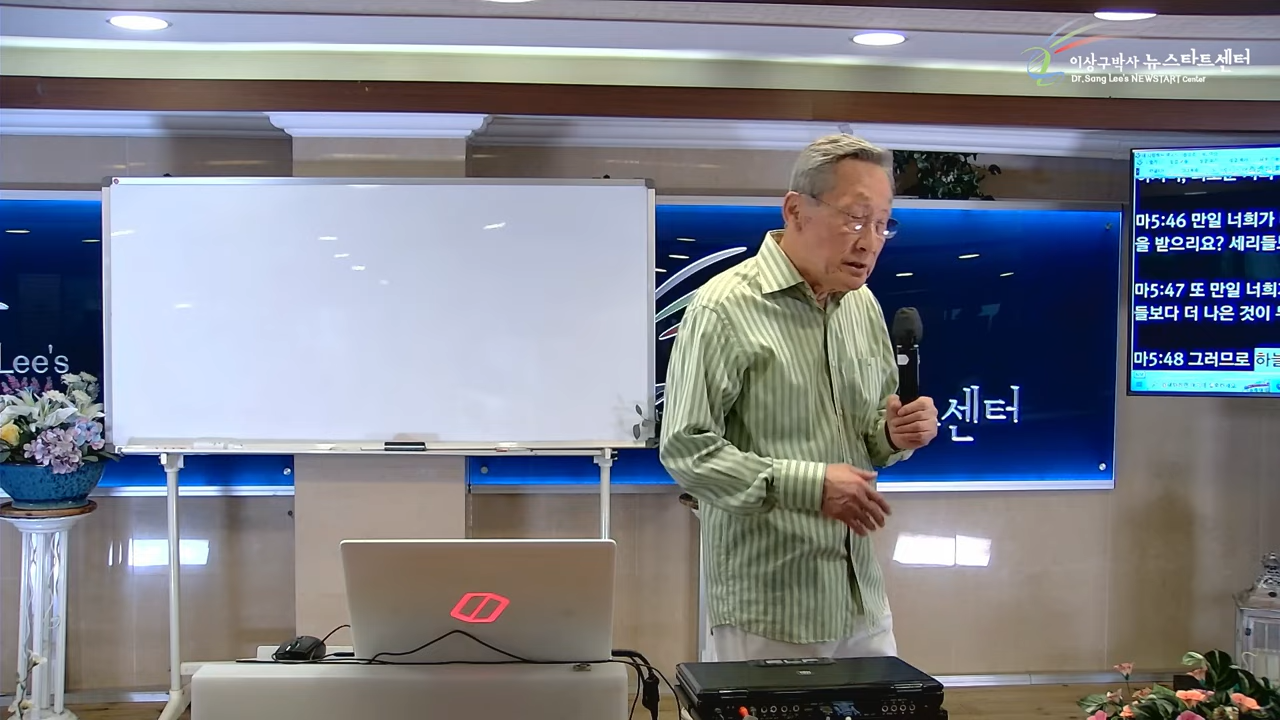 이상구박사 뉴스타트센터
Dr.Sang Lee's NEWSTART Center
마5:46 만일 너희가
을 받으리요? 세리들도
마5:47 또 만일 너희가
들보다 더 나은 것이
마5:48 그러므로 하늘
Lee's
센터